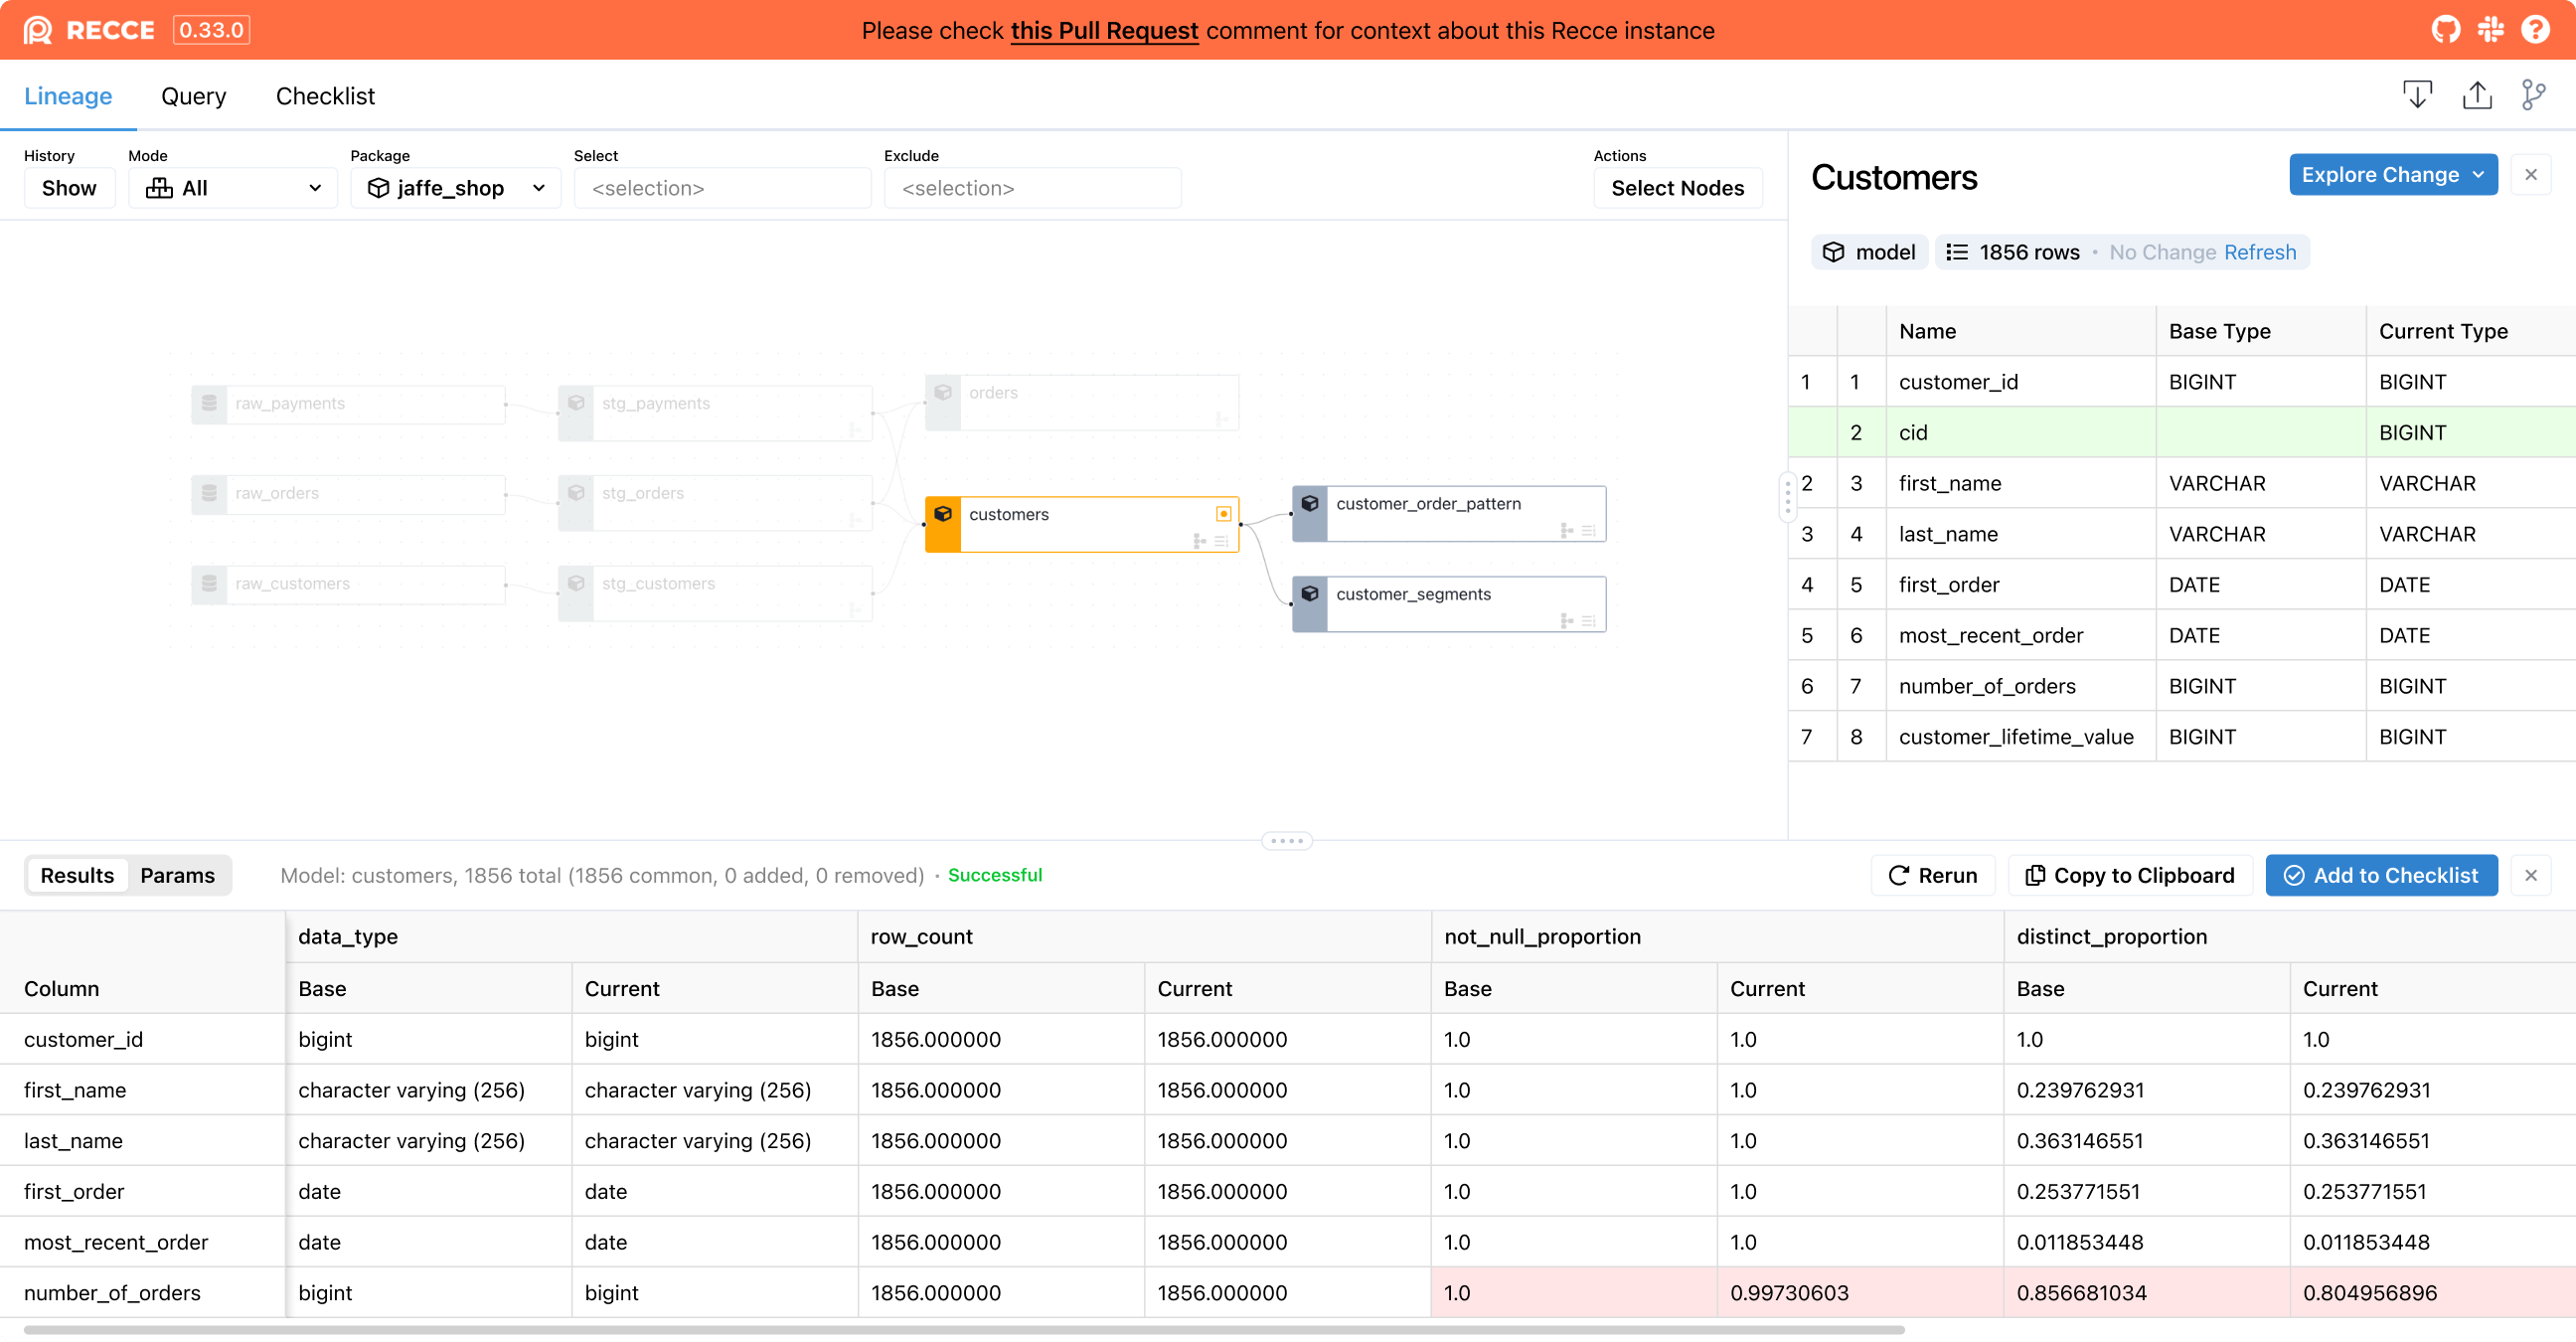 RECCE 0.33.0
Please check this Pull Request comment for context about this Recce instance
Lineage Query Checklist
History Mode Package Select Exclude Actions
Show All jaffe_shop <selection> <selection> Select Nodes
raw_payments
stg_payments
orders
raw_orders
stg_orders
customers
customer_order_pattern
raw_customers
stg_customers
customer_segments
Customers Explore Change
model 1856 rows • No Change Refresh
Name Base Type Current Type
1 1 customer_id BIGINT BIGINT
2 cid BIGINT
2 3 first_name VARCHAR VARCHAR
3 4 last_name VARCHAR VARCHAR
4 5 first_order DATE DATE
5 6 most_recent_order DATE DATE
6 7 number_of_orders BIGINT BIGINT
7 8 customer_lifetime_value BIGINT BIGINT
Results Params Model: customers, 1856 total (1856 common, 0 added, 0 removed) • Successful Rerun Copy to Clipboard Add to Checklist
data_type row_count not_null_proportion distinct_proportion
Column Base Current Base Current Base Current Base Current
customer_id bigint bigint 1856.000000 1856.000000 1.0 1.0 1.0 1.0
first_name character varying (256) character varying (256) 1856.000000 1856.000000 1.0 1.0 0.239762931 0.239762931
last_name character varying (256) character varying (256) 1856.000000 1856.000000 1.0 1.0 0.363146551 0.363146551
first_order date date 1856.000000 1856.000000 1.0 1.0 0.253771551 0.253771551
most_recent_order date date 1856.000000 1856.000000 1.0 1.0 0.011853448 0.011853448
number_of_orders bigint bigint 1856.000000 1856.000000 1.0 0.99730603 0.856681034 0.804956896